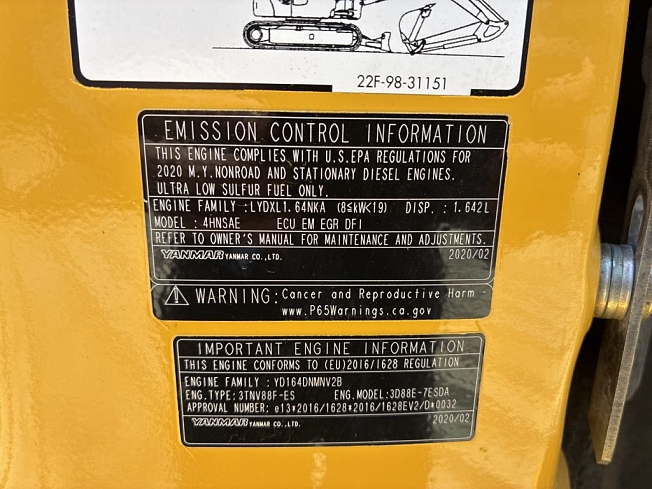 22F-98-31151
EMISSION CONTROL INFORMATION
THIS ENGINE COMPLIES WITH U.S.EPA REGULATIONS FOR
2020 M.Y.NONROAD AND STATIONARY DIESEL ENGINES.
ULTRA LOW SULFUR FUEL ONLY.
ENGINE FAMILY :LYDXL1.64NKA (8≤kW<19) DISP. : 1.642L
MODEL : 4HNSAE ECU EM EGR DFI
REFER TO OWNER'S MANUAL FOR MAINTENANCE AND ADJUSTMENTS.
YANMAR YANMAR CO.,LTD. 2020/02
WARNING: Cancer and Reproductive Harm -
www.P65Warnings.ca.gov
IMPORTANT ENGINE INFORMATION
THIS ENGINE CONFORMS TO (EU)2016/1628 REGULATION
ENGINE FAMILY : YD164DNMNV2B
ENG.TYPE:3TNV88F-ES ENG.MODEL:3D88E-7ESDA
APPROVAL NUMBER: e13*2016/1628*2016/1628EV2/D*0032
YANMAR YANMAR CO.,LTD. 2020/02